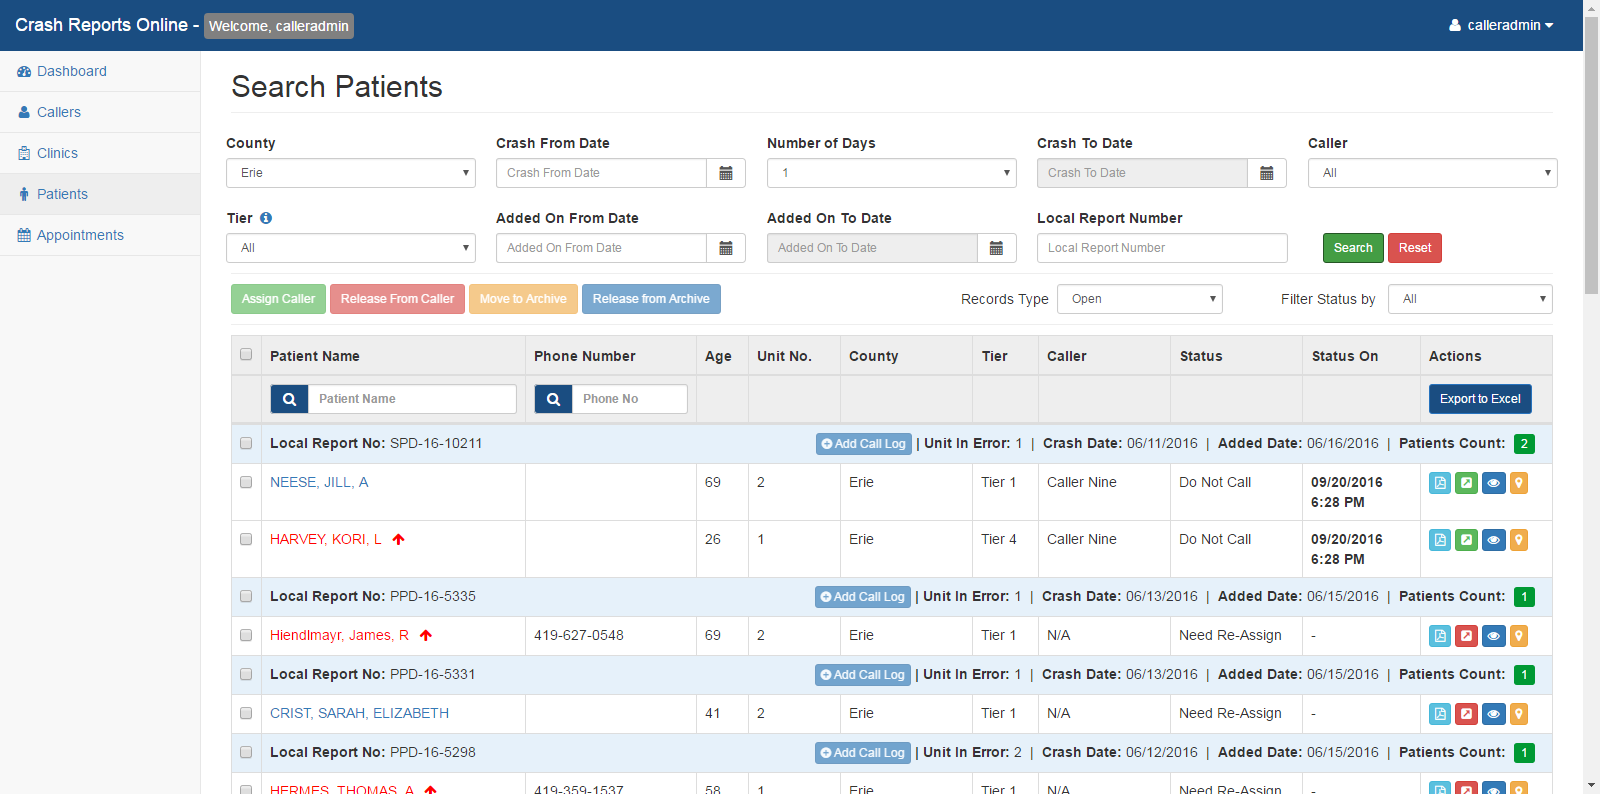 Crash Reports Online - Welcome, calleradmin
calleradmin
Dashboard
Callers
Clinics
Patients
Appointments
Search Patients
County Crash From Date Number of Days Crash To Date Caller
Erie Crash From Date 1 Crash To Date All
Tier Added On From Date Added On To Date Local Report Number
All Added On From Date Added On To Date Local Report Number Search Reset
Assign Caller Release From Caller Move to Archive Release from Archive Records Type Open Filter Status by All
Patient Name Phone Number Age Unit No. County Tier Caller Status Status On Actions
Patient Name Phone No Export to Excel
Local Report No: SPD-16-10211 Add Call Log | Unit In Error: 1 | Crash Date: 06/11/2016 | Added Date: 06/16/2016 | Patients Count: 2
NEESE, JILL, A 69 2 Erie Tier 1 Caller Nine Do Not Call 09/20/2016
6:28 PM
HARVEY, KORI, L 26 1 Erie Tier 4 Caller Nine Do Not Call 09/20/2016
6:28 PM
Local Report No: PPD-16-5335 Add Call Log | Unit In Error: 1 | Crash Date: 06/13/2016 | Added Date: 06/15/2016 | Patients Count: 1
Hiendlmayr, James, R 419-627-0548 69 2 Erie Tier 1 N/A Need Re-Assign -
Local Report No: PPD-16-5331 Add Call Log | Unit In Error: 1 | Crash Date: 06/13/2016 | Added Date: 06/15/2016 | Patients Count: 1
CRIST, SARAH, ELIZABETH 41 2 Erie Tier 1 N/A Need Re-Assign -
Local Report No: PPD-16-5298 Add Call Log | Unit In Error: 2 | Crash Date: 06/12/2016 | Added Date: 06/15/2016 | Patients Count: 1
HERMES, THOMAS, A 419-359-1537 58 1 Erie Tier 1 N/A Need Re-Assign -